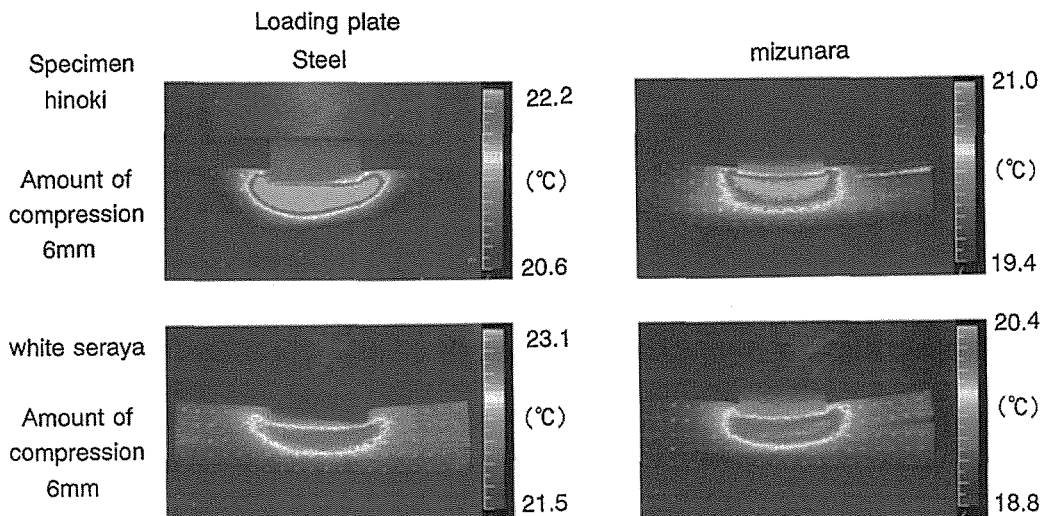 Loading plate
Specimen
Steel
mizunara
hinoki
22.2
21.0
Amount of
compression
6mm
(℃)
(℃)
20.6
19.4
white seraya
23.1
20.4
Amount of
compression
6mm
(℃)
(℃)
21.5
18.8